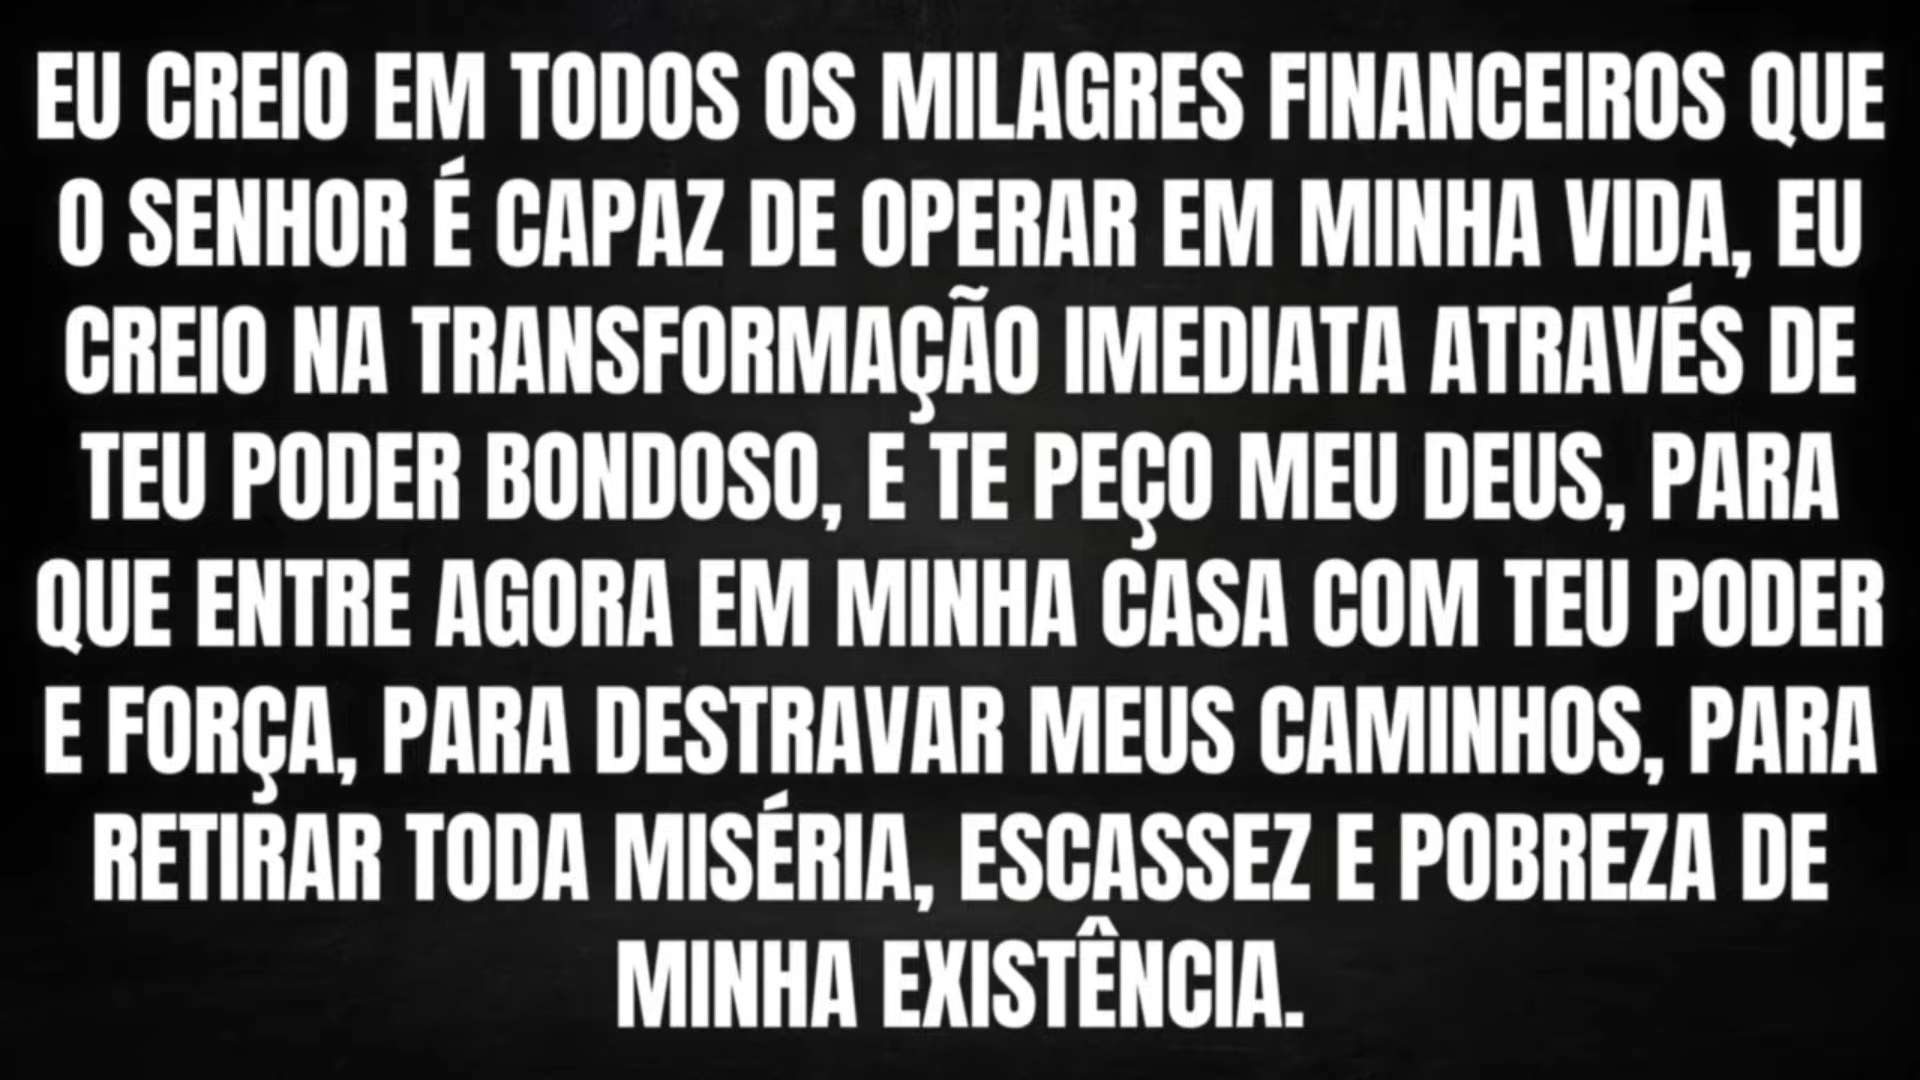 EU CREIO EM TODOS OS MILAGRES FINANCEIROS QUE
O SENHOR É CAPAZ DE OPERAR EM MINHA VIDA, EU
CREIO NA TRANSFORMAÇÃO IMEDIATA ATRAVÉS DE
TEU PODER BONDOSO, E TE PEÇO MEU DEUS, PARA
QUE ENTRE AGORA EM MINHA CASA COM TEU PODER
E FORÇA, PARA DESTRAVAR MEUS CAMINHOS, PARA
RETIRAR TODA MISÉRIA, ESCASSEZ E POBREZA DE
MINHA EXISTÊNCIA.